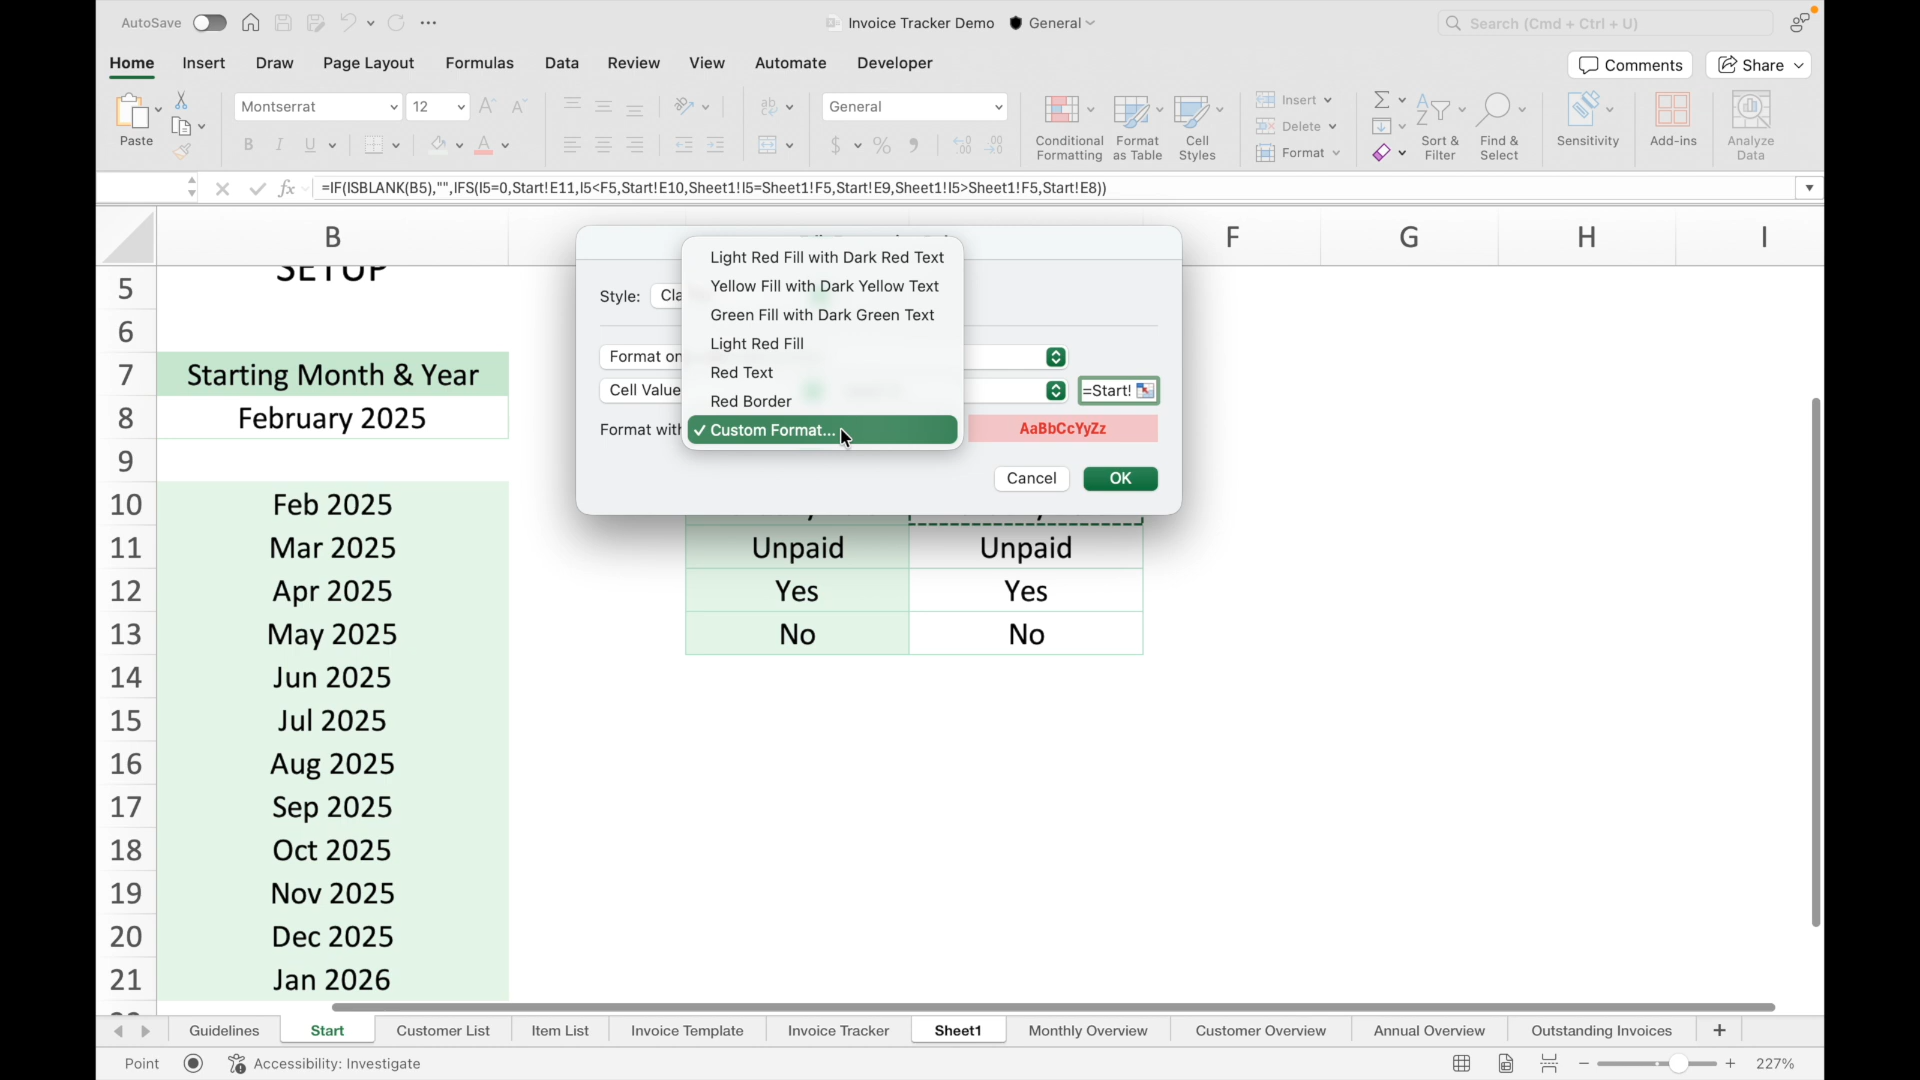 AutoSave
Invoice Tracker Demo
General
Search (Cmd + Ctrl + U)
Home Insert Draw Page Layout Formulas Data Review View Automate Developer
Comments
Share
Paste
Montserrat
12
B I U
General
Conditional Formatting
Format as Table
Cell Styles
Insert
Delete
Format
Sort & Filter
Find & Select
Sensitivity
Add-ins
Analyze Data
fx
=IF(ISBLANK(B5),"",IFS(I5=0,Start!E11,I5<F5,Start!E10,Sheet1!I5=Sheet1!F5,Start!E9,Sheet1!I5>Sheet1!F5,Start!E8))
B F G H I
5 SETUP
6
7 Starting Month & Year
8 February 2025
9
10 Feb 2025
11 Mar 2025 Unpaid Unpaid
12 Apr 2025 Yes Yes
13 May 2025 No No
14 Jun 2025
15 Jul 2025
16 Aug 2025
17 Sep 2025
18 Oct 2025
19 Nov 2025
20 Dec 2025
21 Jan 2026
Style: Cla
Format on
Cell Value
=Start!
Format with
Light Red Fill with Dark Red Text
Yellow Fill with Dark Yellow Text
Green Fill with Dark Green Text
Light Red Fill
Red Text
Red Border
✓ Custom Format...
AaBbCcYyZz
Cancel OK
Guidelines Start Customer List Item List Invoice Template Invoice Tracker Sheet1 Monthly Overview Customer Overview Annual Overview Outstanding Invoices +
Point
Accessibility: Investigate
227%